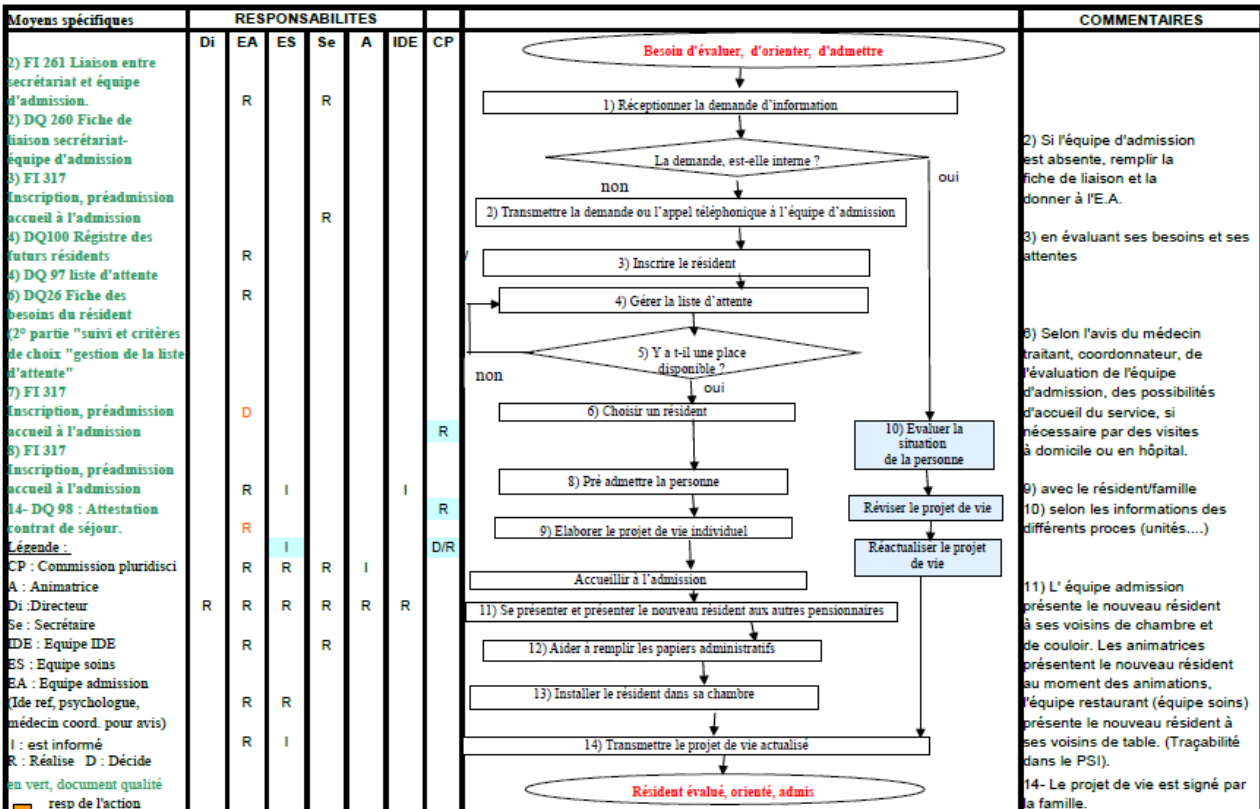 Moyens spécifiques
RESPONSABILITES
COMMENTAIRES
Di EA ES Se A IDE CP
2) FI 261 Liaison entre
secrétariat et équipe
d'admission.
2) DQ 260 Fiche de
liaison secrétariat-
équipe d'admission
3) FI 317
Inscription, préadmission
accueil à l'admission
4) DQ100 Régistre des
futurs résidents
4) DQ 97 liste d'attente
6) DQ26 Fiche des
besoins du résident
(2° partie "suivi et critères
de choix "gestion de la liste
d'attente"
7) FI 317
Inscription, préadmission
accueil à l'admission
8) FI 317
Inscription, préadmission
accueil à l'admission
14- DQ 98 : Attestation
contrat de séjour.
Légende :
CP : Commission pluridisci
A : Animatrice
Di :Directeur
Se : Secrétaire
IDE : Equipe IDE
ES : Equipe soins
EA : Equipe admission
(Ide ref, psychologue,
médecin coord. pour avis)
I : est informé
R : Réalise D : Décide
en vert, document qualité
resp de l'action
R R
R
R
R
D
R
R I I
R
R
I D/R
R R R I
R R R R R R
R R
R R
R I
Besoin d'évaluer, d'orienter, d'admettre
1) Réceptionner la demande d'information
La demande, est-elle interne ?
oui
non
2) Transmettre la demande ou l'appel téléphonique à l'équipe d'admission
3) Inscrire le résident
4) Gérer la liste d'attente
5) Y a t-il une place
disponible ?
non
oui
6) Choisir un résident
10) Evaluer la
situation
de la personne
8) Pré admettre la personne
Réviser le projet de vie
9) Elaborer le projet de vie individuel
Réactualiser le projet
de vie
Accueillir à l'admission
11) Se présenter et présenter le nouveau résident aux autres pensionnaires
12) Aider à remplir les papiers administratifs
13) Installer le résident dans sa chambre
14) Transmettre le projet de vie actualisé
Résident évalué, orienté, admis
2) Si l'équipe d'admission
est absente, remplir la
fiche de liaison et la
donner à l'E.A.
3) en évaluant ses besoins et ses
attentes
6) Selon l'avis du médecin
traitant, coordonnateur, de
l'évaluation de l'équipe
d'admission, des possibilités
d'accueil du service, si
nécessaire par des visites
à domicile ou en hôpital.
9) avec le résident/famille
10) selon les informations des
différents proces (unités....)
11) L' équipe admission
présente le nouveau résident
à ses voisins de chambre et
de couloir. Les animatrices
présentent le nouveau résident
au moment des animations,
l'équipe restaurant (équipe soins)
présente le nouveau résident à
ses voisins de table. (Traçabilité
dans le PSI).
14- Le projet de vie est signé par
la famille.